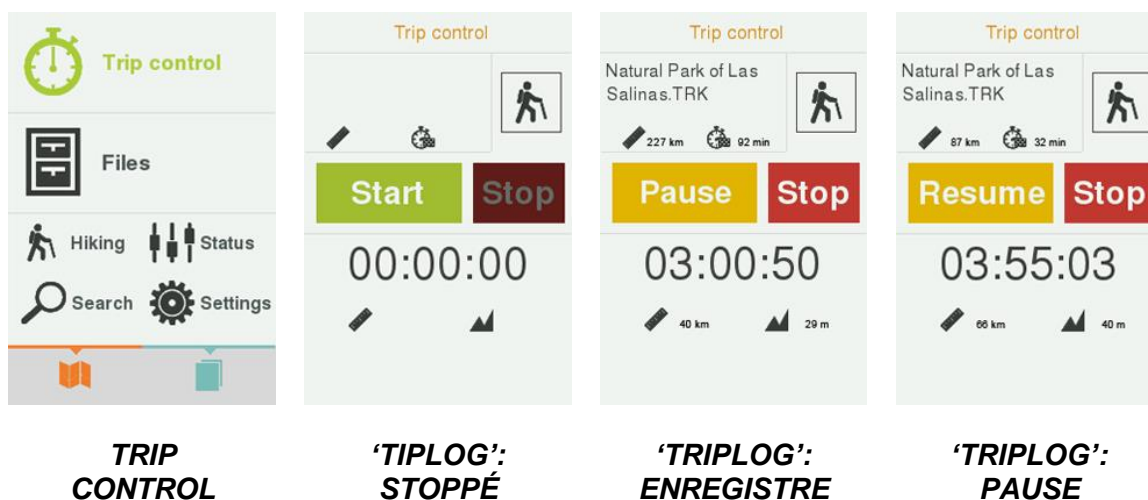 Trip control
Files
Hiking
Status
Search
Settings
Trip control
Start
Stop
00:00:00
Trip control
Natural Park of Las
Salinas.TRK
227 km
92 min
Pause
Stop
03:00:50
40 km
29 m
Trip control
Natural Park of Las
Salinas.TRK
87 km
32 min
Resume
Stop
03:55:03
66 km
40 m
TRIP
CONTROL
‘TIPLOG’:
STOPPÉ
‘TRIPLOG’:
ENREGISTRE
‘TRIPLOG’:
PAUSE